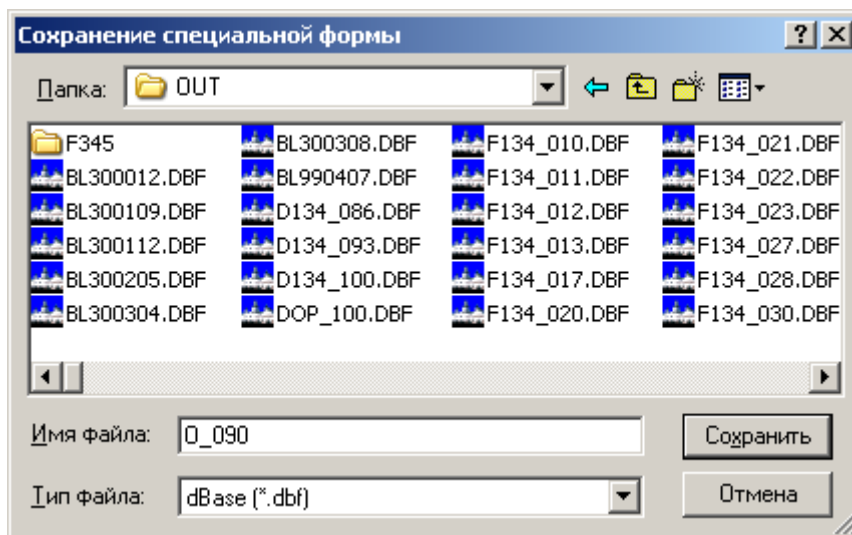 Сохранение специальной формы
Папка: OUT
F345 BL300308.DBF F134_010.DBF F134_021.DBF
BL300012.DBF BL990407.DBF F134_011.DBF F134_022.DBF
BL300109.DBF D134_086.DBF F134_012.DBF F134_023.DBF
BL300112.DBF D134_093.DBF F134_013.DBF F134_027.DBF
BL300205.DBF D134_100.DBF F134_017.DBF F134_028.DBF
BL300304.DBF DOP_100.DBF F134_020.DBF F134_030.DBF
Имя файла: O_090 Сохранить
Тип файла: dBase (*.dbf) Отмена